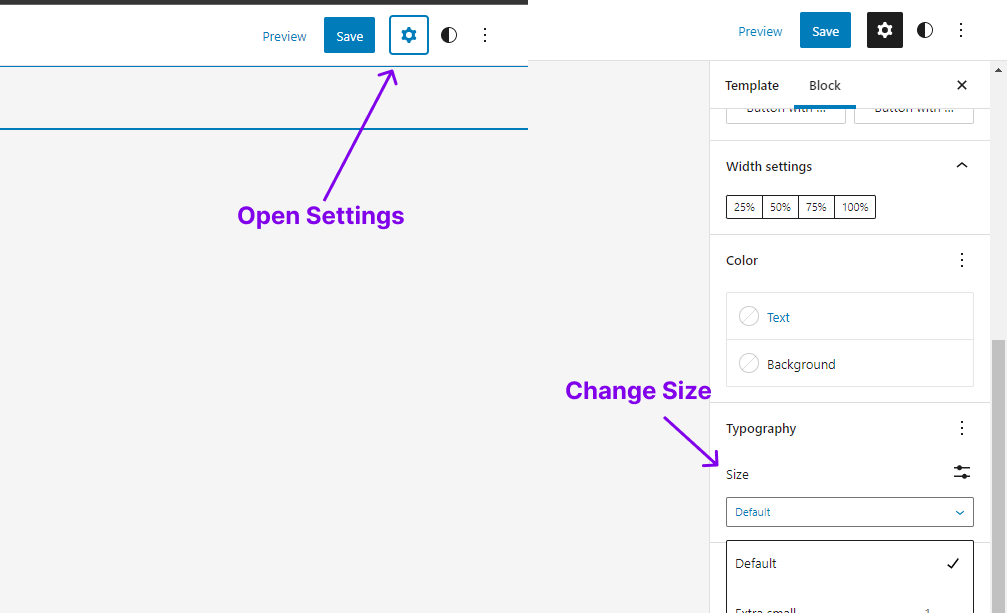 Preview Save
Open Settings
Preview Save
Template Block
Button with ... Button with ...
Width settings
25% 50% 75% 100%
Color
Text
Background
Change Size
Typography
Size
Default
Default
Extra small 1